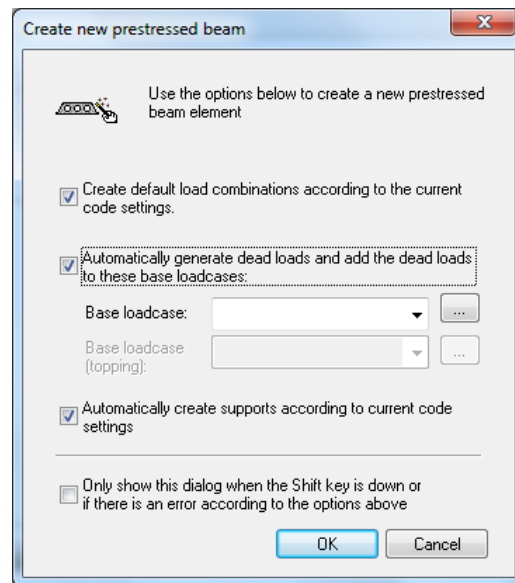 Create new prestressed beam
Use the options below to create a new prestressed
beam element
Create default load combinations according to the current
code settings.
Automatically generate dead loads and add the dead loads
to these base loadcases:
Base loadcase:
...
Base loadcase
(topping):
...
Automatically create supports according to current code
settings
Only show this dialog when the Shift key is down or
if there is an error according to the options above
OK
Cancel